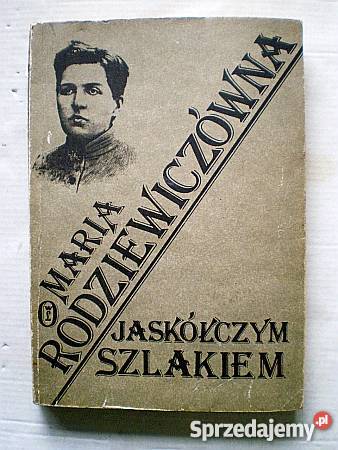 MARIA
RODZIEWICZÓWNA
JASKÓŁCZYM
SZLAKIEM
Sprzedajemy.pl